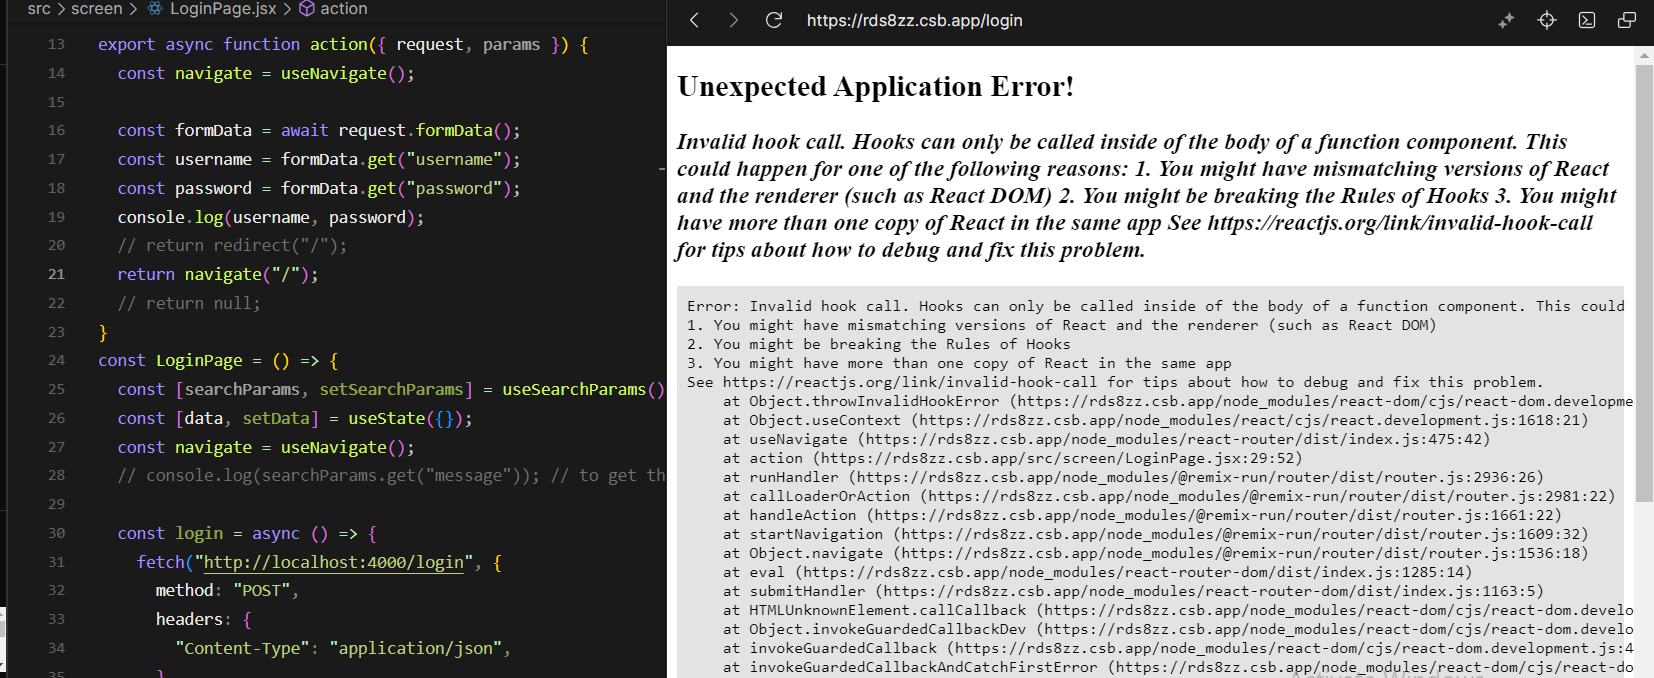 src > screen > LoginPage.jsx > action
13 export async function action({ request, params }) {
14 const navigate = useNavigate();
15
16 const formData = await request.formData();
17 const username = formData.get("username");
18 const password = formData.get("password");
19 console.log(username, password);
20 // return redirect("/");
21 return navigate("/");
22 // return null;
23 }
24 const LoginPage = () => {
25 const [searchParams, setSearchParams] = useSearchParams()
26 const [data, setData] = useState({});
27 const navigate = useNavigate();
28 // console.log(searchParams.get("message")); // to get th
29
30 const login = async () => {
31 fetch("http://localhost:4000/login", {
32 method: "POST",
33 headers: {
34 "Content-Type": "application/json",
35 }
https://rds8zz.csb.app/login
Unexpected Application Error!
Invalid hook call. Hooks can only be called inside of the body of a function component. This
could happen for one of the following reasons: 1. You might have mismatching versions of React
and the renderer (such as React DOM) 2. You might be breaking the Rules of Hooks 3. You might
have more than one copy of React in the same app See https://reactjs.org/link/invalid-hook-call
for tips about how to debug and fix this problem.
Error: Invalid hook call. Hooks can only be called inside of the body of a function component. This could
1. You might have mismatching versions of React and the renderer (such as React DOM)
2. You might be breaking the Rules of Hooks
3. You might have more than one copy of React in the same app
See https://reactjs.org/link/invalid-hook-call for tips about how to debug and fix this problem.
at Object.throwInvalidHookError (https://rds8zz.csb.app/node_modules/react-dom/cjs/react-dom.developme
at Object.useContext (https://rds8zz.csb.app/node_modules/react/cjs/react.development.js:1618:21)
at useNavigate (https://rds8zz.csb.app/node_modules/react-router/dist/index.js:475:42)
at action (https://rds8zz.csb.app/src/screen/LoginPage.jsx:29:52)
at runHandler (https://rds8zz.csb.app/node_modules/@remix-run/router/dist/router.js:2936:26)
at callLoaderOrAction (https://rds8zz.csb.app/node_modules/@remix-run/router/dist/router.js:2981:22)
at handleAction (https://rds8zz.csb.app/node_modules/@remix-run/router/dist/router.js:1661:22)
at startNavigation (https://rds8zz.csb.app/node_modules/@remix-run/router/dist/router.js:1609:32)
at Object.navigate (https://rds8zz.csb.app/node_modules/@remix-run/router/dist/router.js:1536:18)
at eval (https://rds8zz.csb.app/node_modules/react-router-dom/dist/index.js:1285:14)
at submitHandler (https://rds8zz.csb.app/node_modules/react-router-dom/dist/index.js:1163:5)
at HTMLUnknownElement.callCallback (https://rds8zz.csb.app/node_modules/react-dom/cjs/react-dom.develo
at Object.invokeGuardedCallbackDev (https://rds8zz.csb.app/node_modules/react-dom/cjs/react-dom.develo
at invokeGuardedCallback (https://rds8zz.csb.app/node_modules/react-dom/cjs/react-dom.development.js:4
at invokeGuardedCallbackAndCatchFirstError (https://rds8zz.csb.app/node_modules/react-dom/cjs/react-do